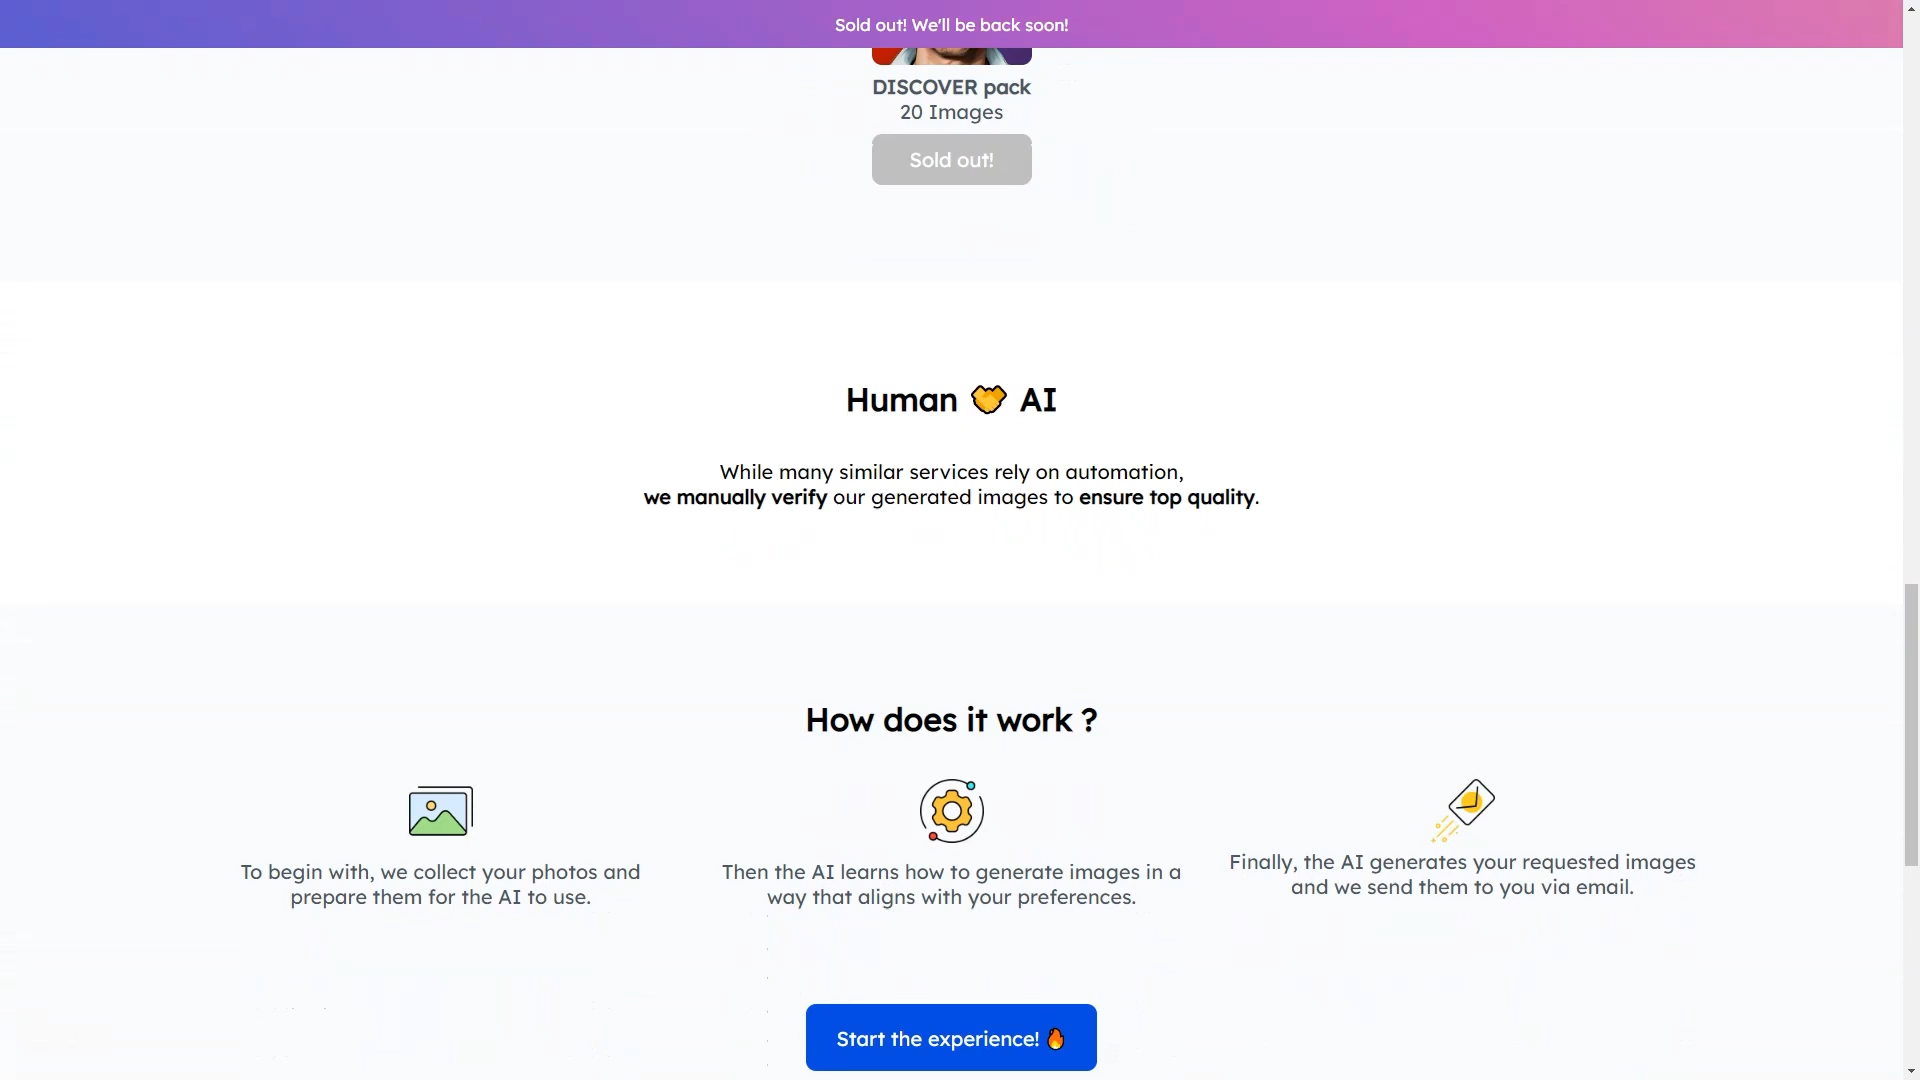 Sold out! We'll be back soon!
DISCOVER pack
20 Images
Sold out!
Human 🤝 AI
While many similar services rely on automation,
we manually verify our generated images to ensure top quality.
How does it work ?
To begin with, we collect your photos and
prepare them for the AI to use.
Then the AI learns how to generate images in a
way that aligns with your preferences.
Finally, the AI generates your requested images
and we send them to you via email.
Start the experience! 🔥